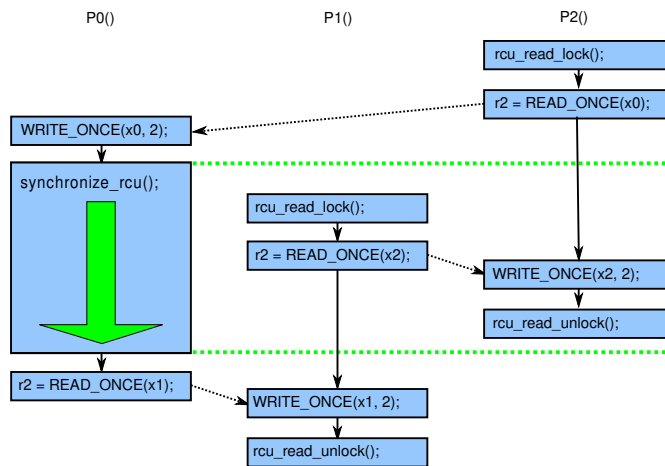 P0()
P1()
P2()
rcu_read_lock();
r2 = READ_ONCE(x0);
WRITE_ONCE(x0, 2);
synchronize_rcu();
rcu_read_lock();
r2 = READ_ONCE(x2);
WRITE_ONCE(x2, 2);
rcu_read_unlock();
r2 = READ_ONCE(x1);
WRITE_ONCE(x1, 2);
rcu_read_unlock();